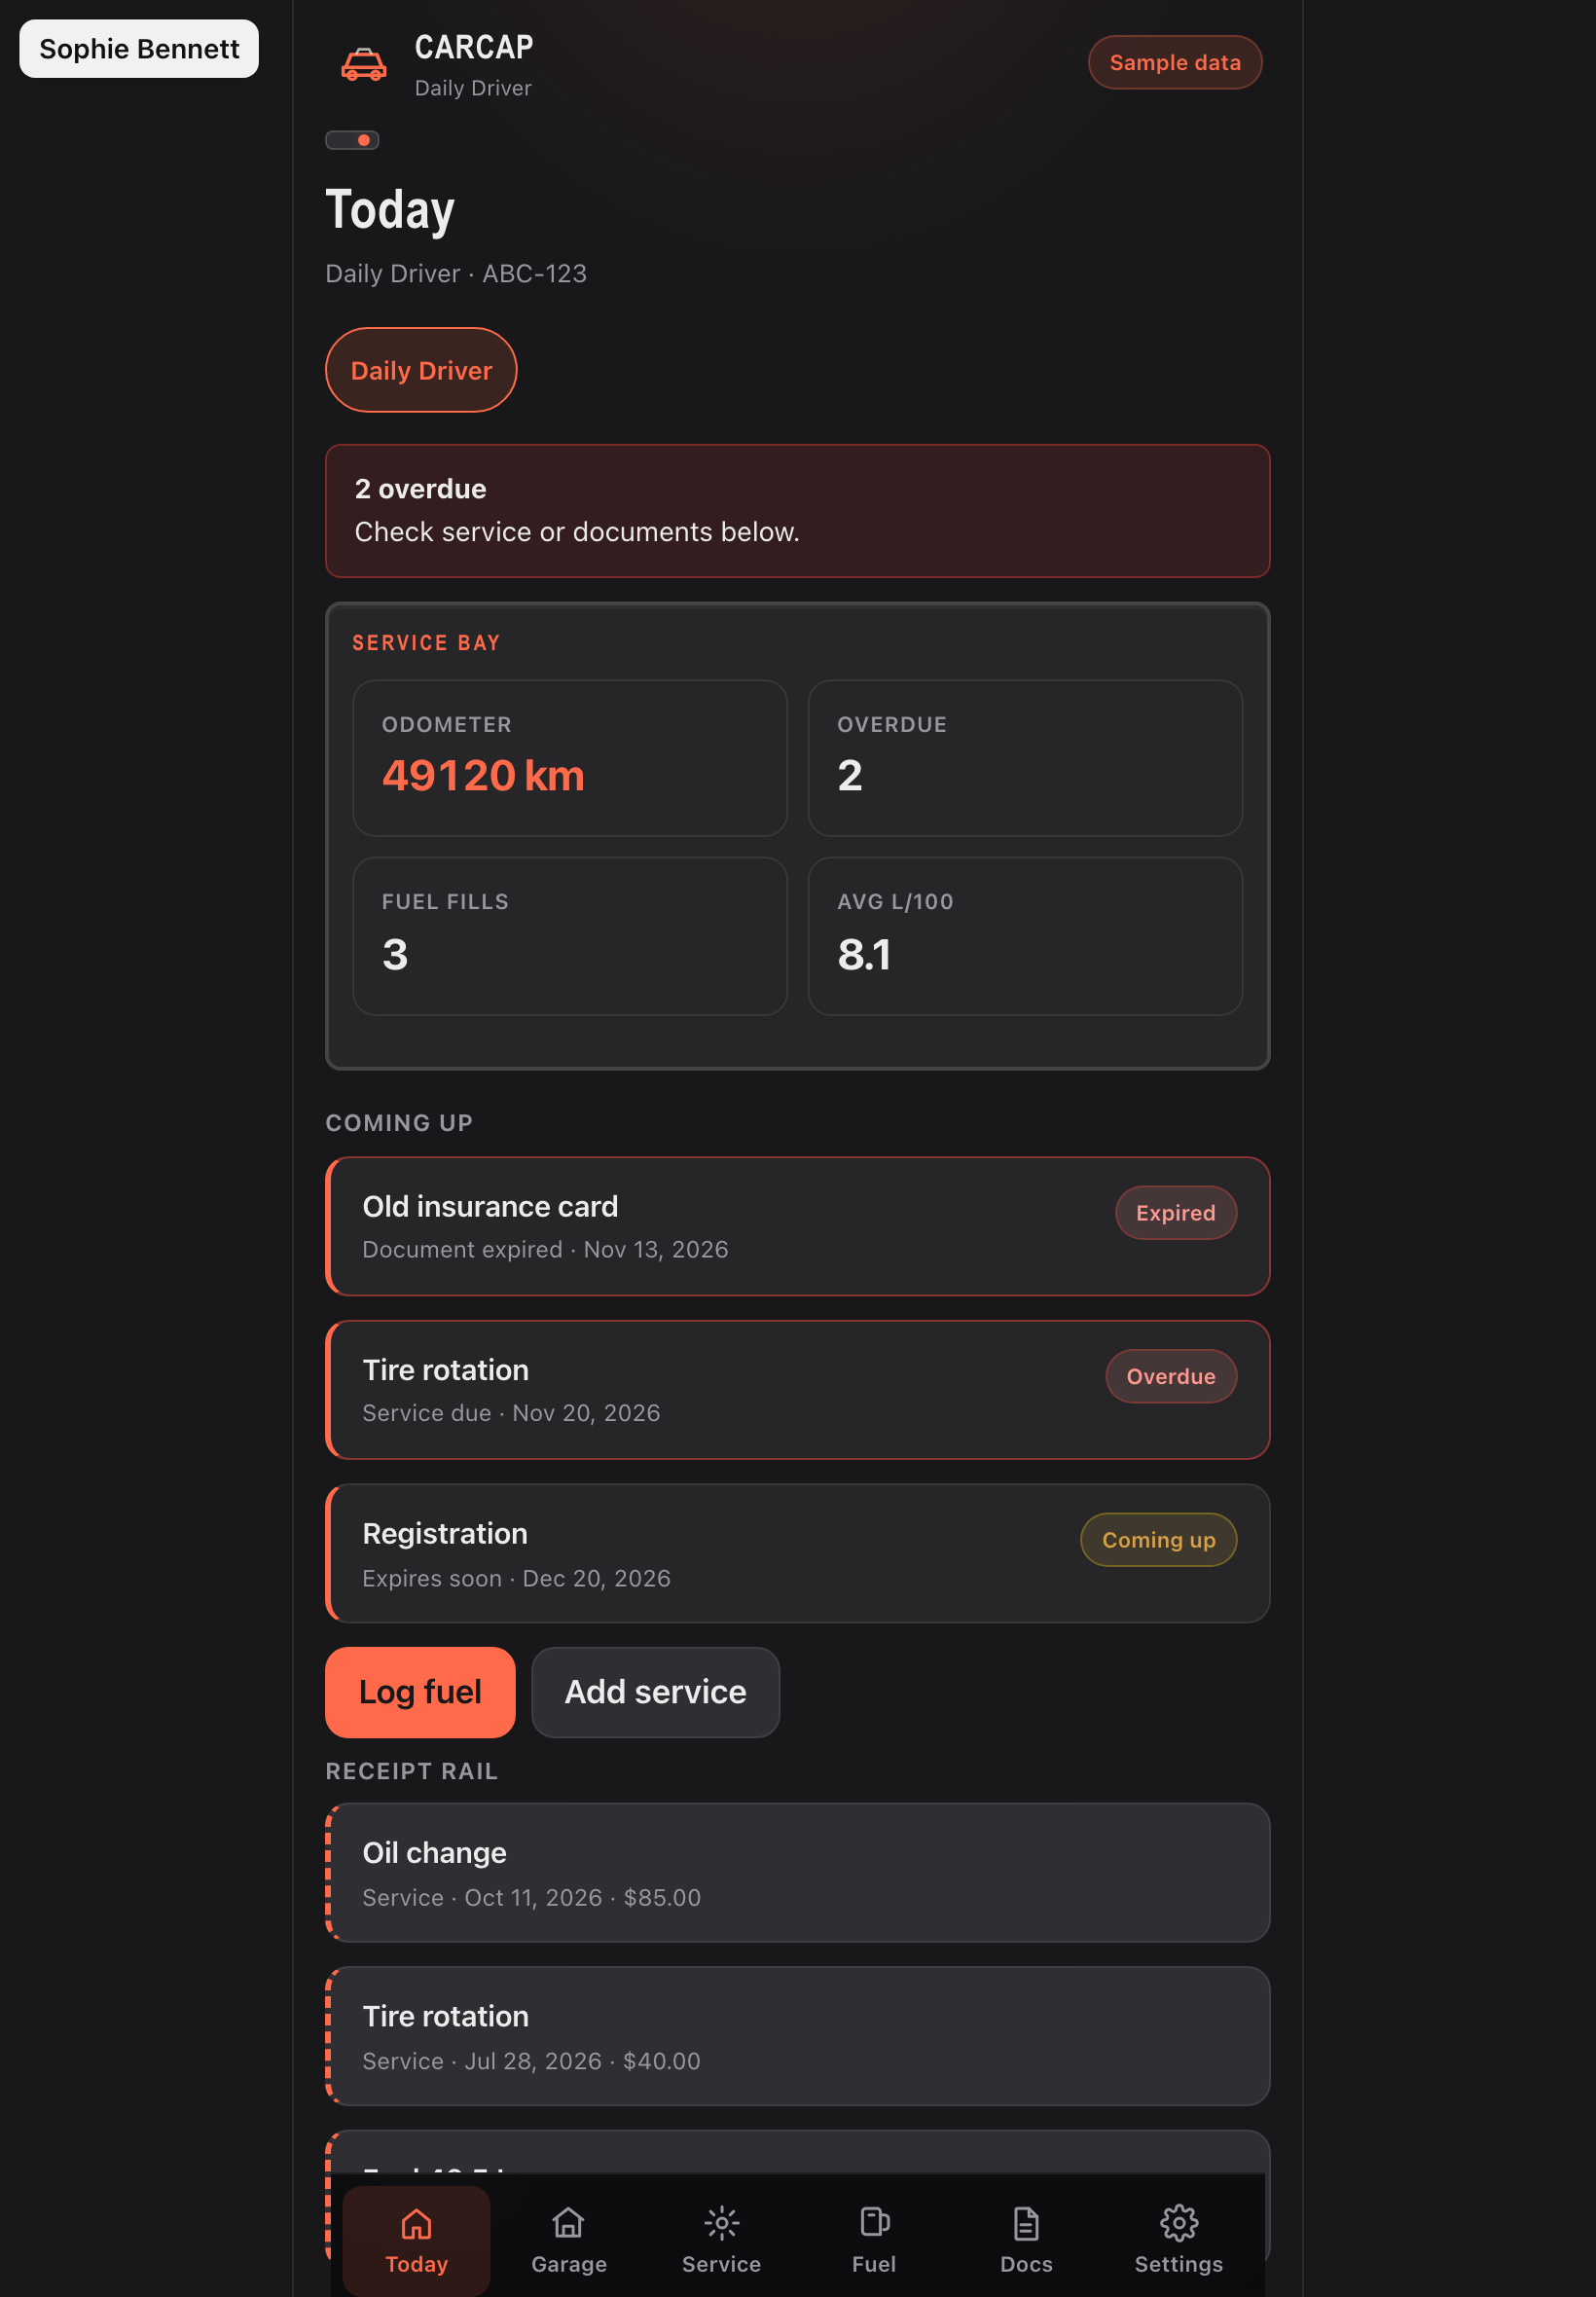 Sophie Bennett
CARCAP
Daily Driver
Sample data
Today
Daily Driver · ABC-123
Daily Driver
2 overdue
Check service or documents below.
SERVICE BAY
ODOMETER
49120 km
OVERDUE
2
FUEL FILLS
3
AVG L/100
8.1
COMING UP
Old insurance card
Expired
Document expired · Nov 13, 2026
Tire rotation
Overdue
Service due · Nov 20, 2026
Registration
Coming up
Expires soon · Dec 20, 2026
Log fuel
Add service
RECEIPT RAIL
Oil change
Service · Oct 11, 2026 · $85.00
Tire rotation
Service · Jul 28, 2026 · $40.00
Today
Garage
Service
Fuel
Docs
Settings